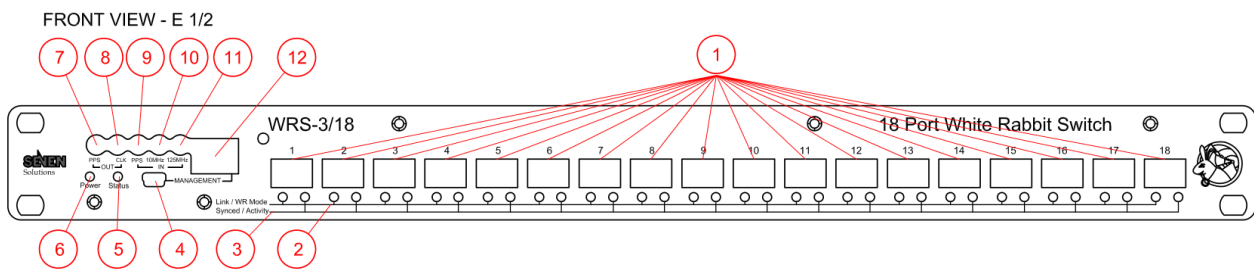 FRONT VIEW - E 1/2
7 8 9 10 11 12 1
WRS-3/18 18 Port White Rabbit Switch
1 2 3 4 5 6 7 8 9 10 11 12 13 14 15 16 17 18
PPS CLK PPS 10MHz 125MHz
OUT IN
SEVEN
Solutions
Power Status MANAGEMENT
Link / WR Mode
Synced / Activity
6 5 4 3 2